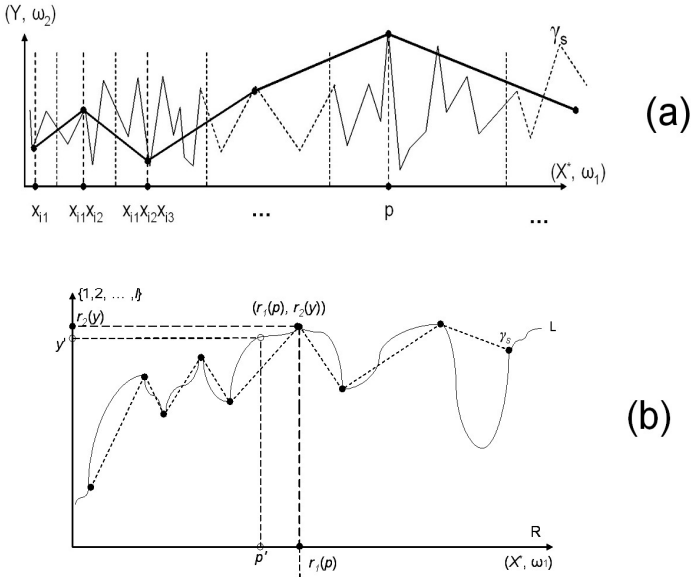 (Y, ω₂)
γₛ
(a)
(X*, ω₁)
xᵢ₁ xᵢ₁xᵢ₂ xᵢ₁xᵢ₂xᵢ₃ ... p ...
{1,2, ... ,l}
r₂(y) (r₁(p), r₂(y))
L
y' γₛ
(b)
R
p' r₁(p) (X*, ω₁)